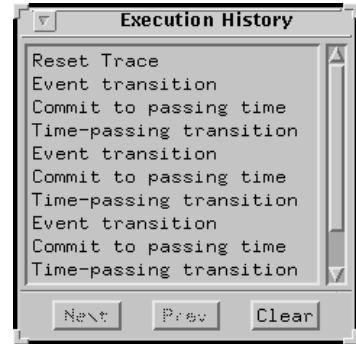 Execution History
Reset Trace
Event transition
Commit to passing time
Time-passing transition
Event transition
Commit to passing time
Time-passing transition
Event transition
Commit to passing time
Time-passing transition
Next Prev Clear